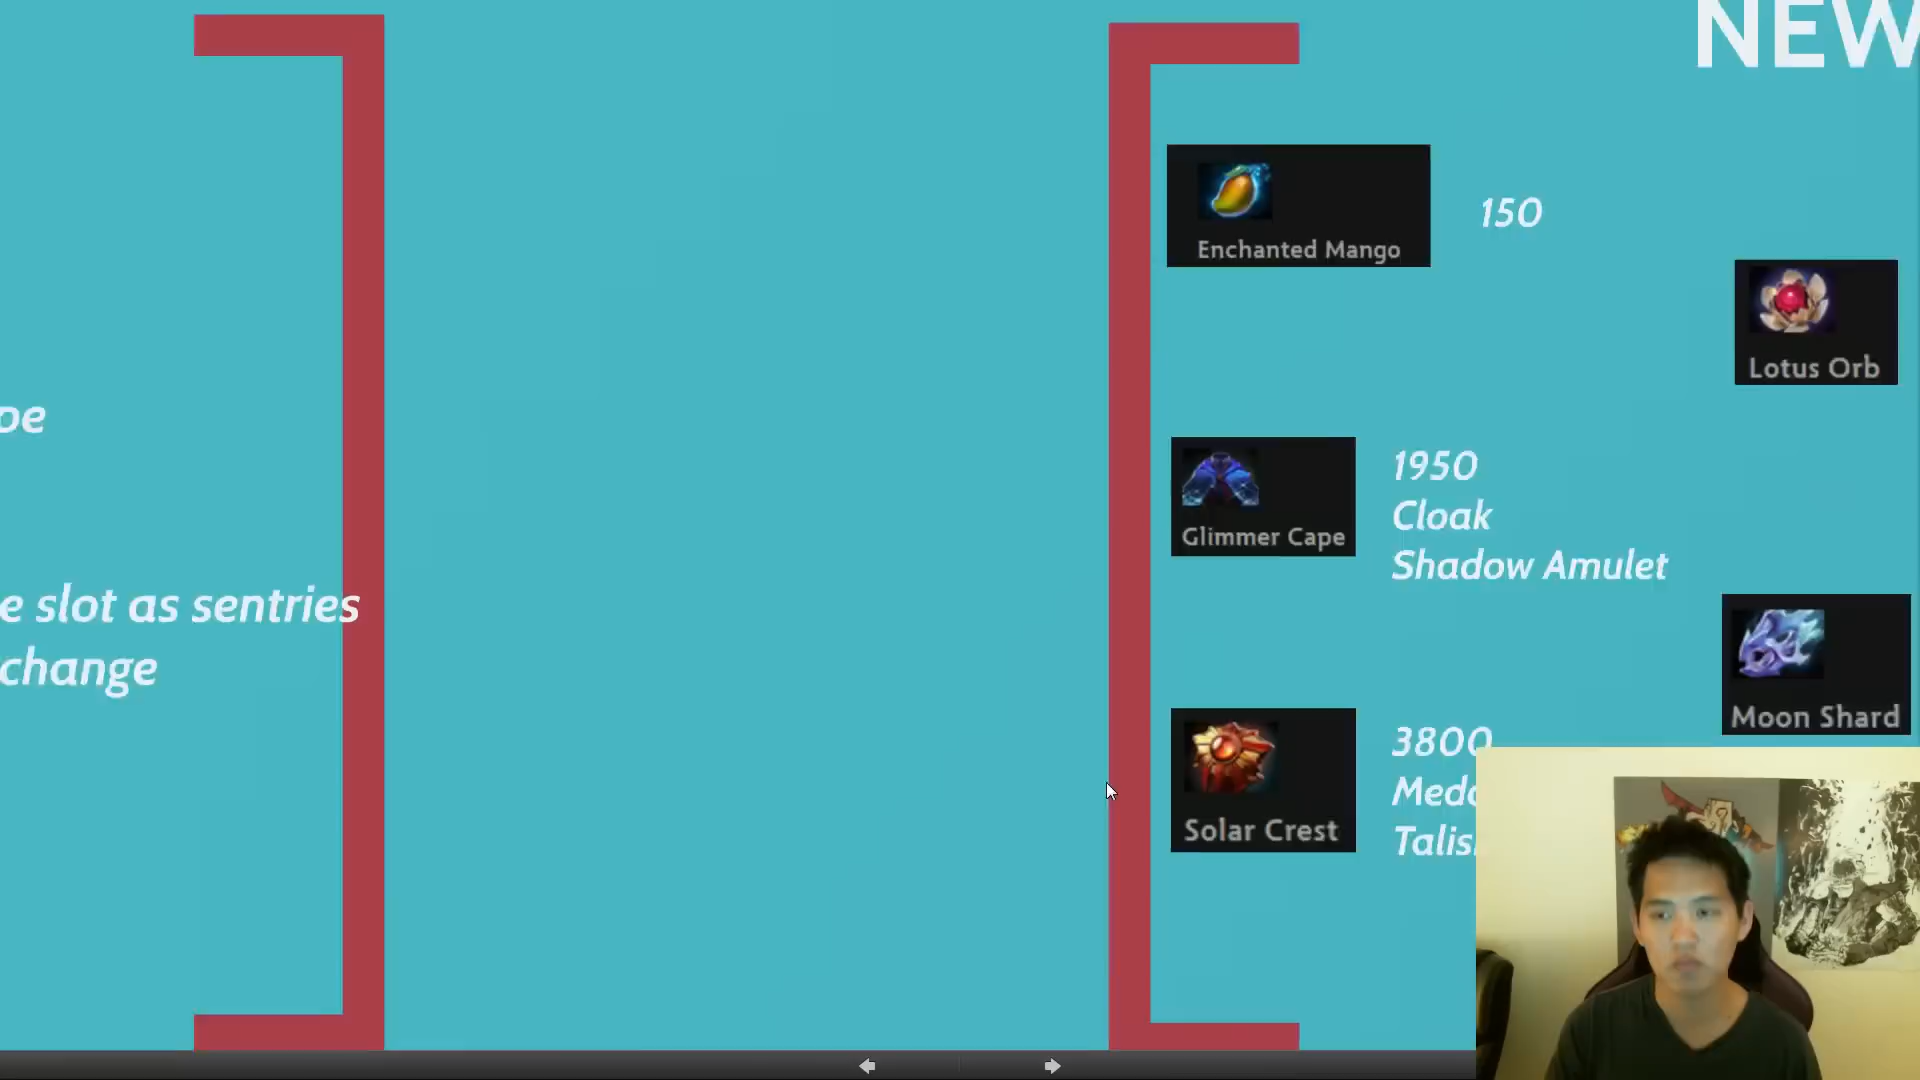 NEW
Enchanted Mango
150
Lotus Orb
Glimmer Cape
1950
Cloak
Shadow Amulet
e slot as sentries
change
Moon Shard
Solar Crest
3800